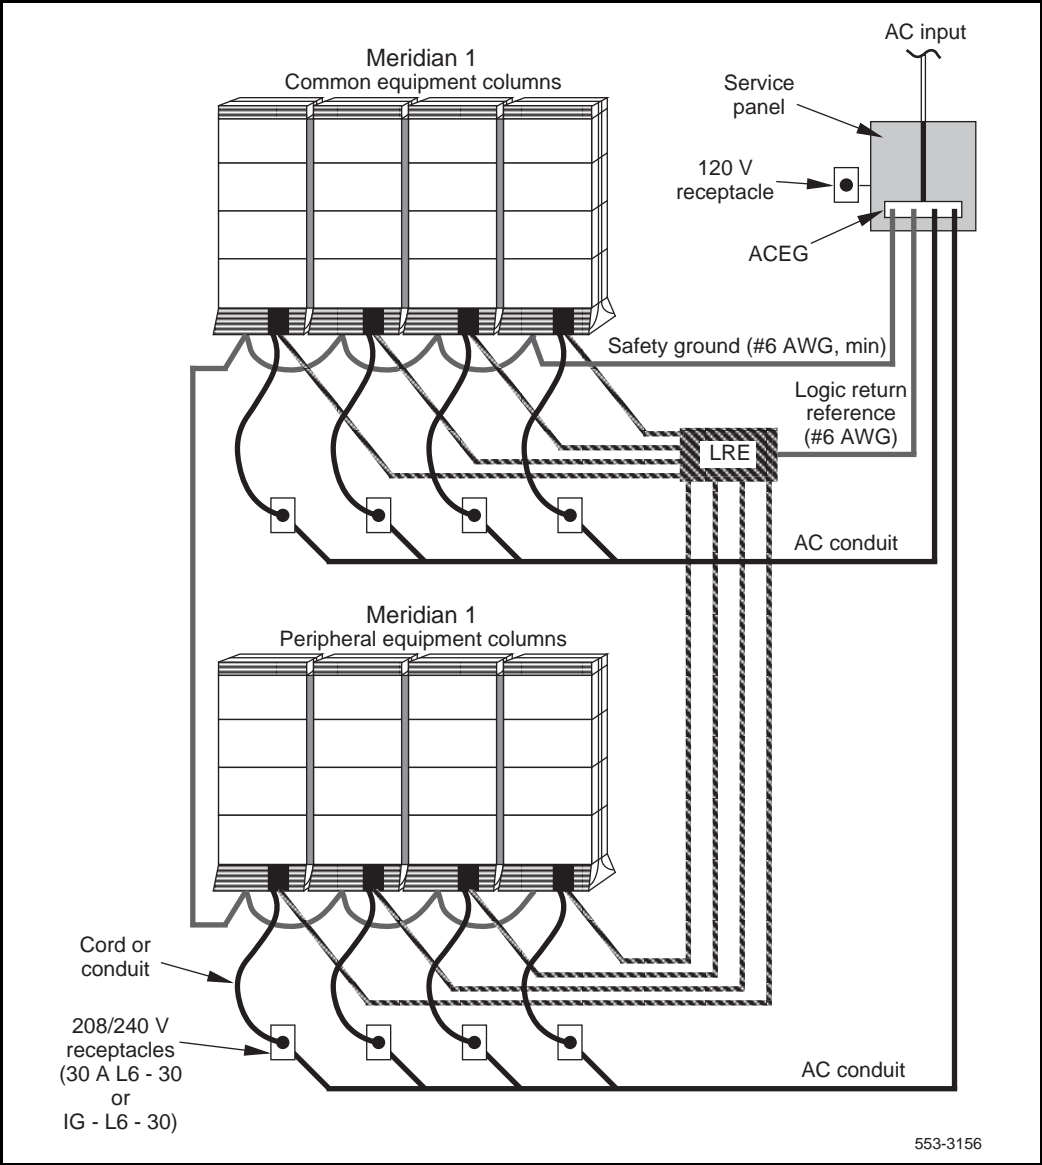 AC input
Meridian 1
Common equipment columns
Service
panel
120 V
receptacle
ACEG
Safety ground (#6 AWG, min)
Logic return
reference
(#6 AWG)
LRE
AC conduit
Meridian 1
Peripheral equipment columns
Cord or
conduit
208/240 V
receptacles
(30 A L6 - 30
or
IG - L6 - 30)
AC conduit
553-3156